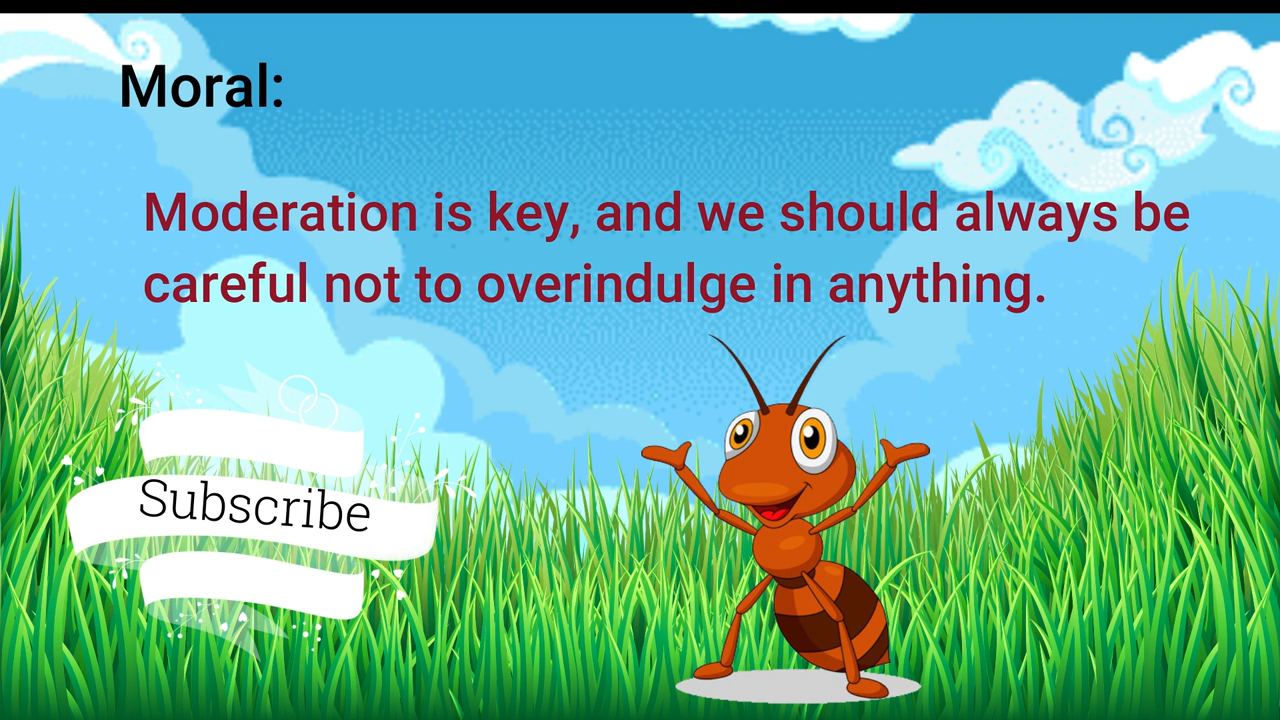 Moral:
Moderation is key, and we should always be
careful not to overindulge in anything.
Subscribe